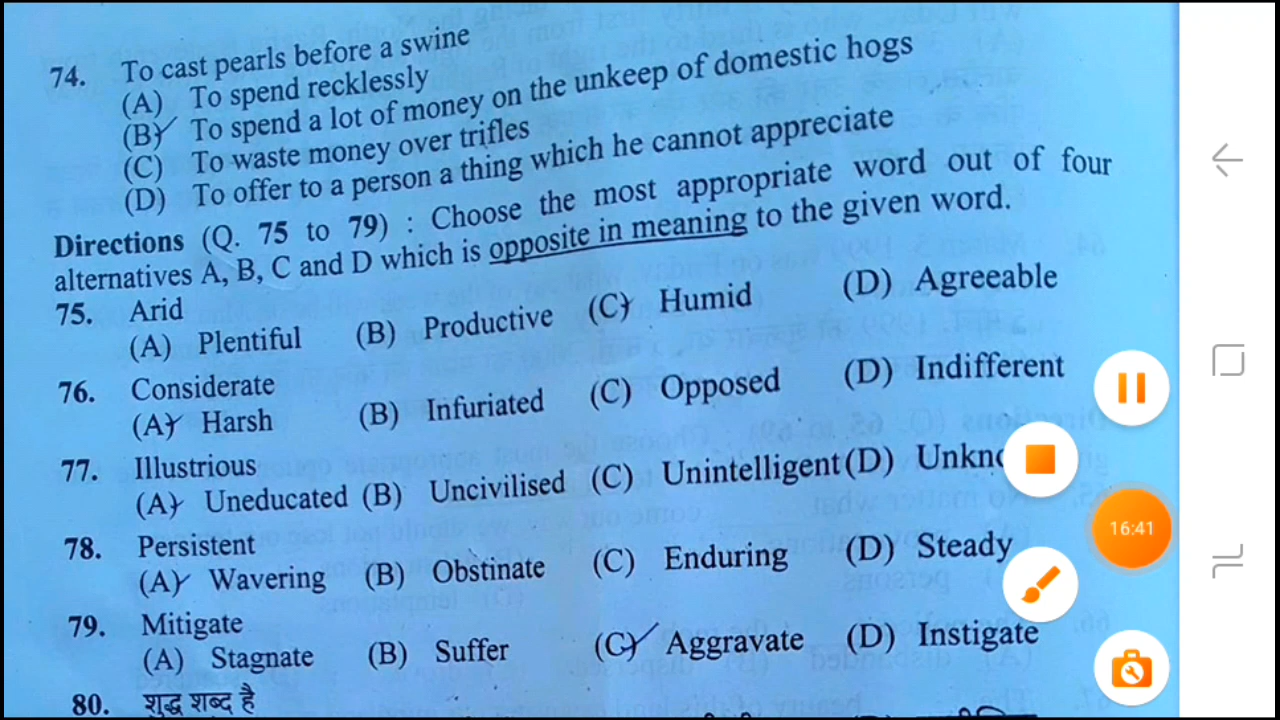 74. To cast pearls before a swine
(A) To spend recklessly
(B) To spend a lot of money on the unkeep of domestic hogs
(C) To waste money over trifles
(D) To offer to a person a thing which he cannot appreciate
Directions (Q. 75 to 79) : Choose the most appropriate word out of four
alternatives A, B, C and D which is opposite in meaning to the given word.
75. Arid
(A) Plentiful (B) Productive (C) Humid (D) Agreeable
76. Considerate
(A) Harsh (B) Infuriated (C) Opposed (D) Indifferent
77. Illustrious
(A) Uneducated (B) Uncivilised (C) Unintelligent (D)
78. Persistent
(A) Wavering (B) Obstinate (C) Enduring (D) Steady
79. Mitigate
(A) Stagnate (B) Suffer (C) Aggravate (D) Instigate
80. शुद्ध शब्द है
16:41